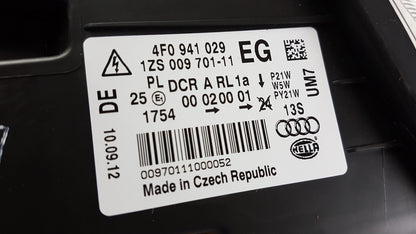 4F0 941 029 EG
1ZS 009 701-11
PL DCR A RL1a
25 E1 00 02 00 01
1754
24
P21W
W5W
PY21W
13S
UM7
DE
10.09.12
00970111000052
HELLA
Made in Czech Republic